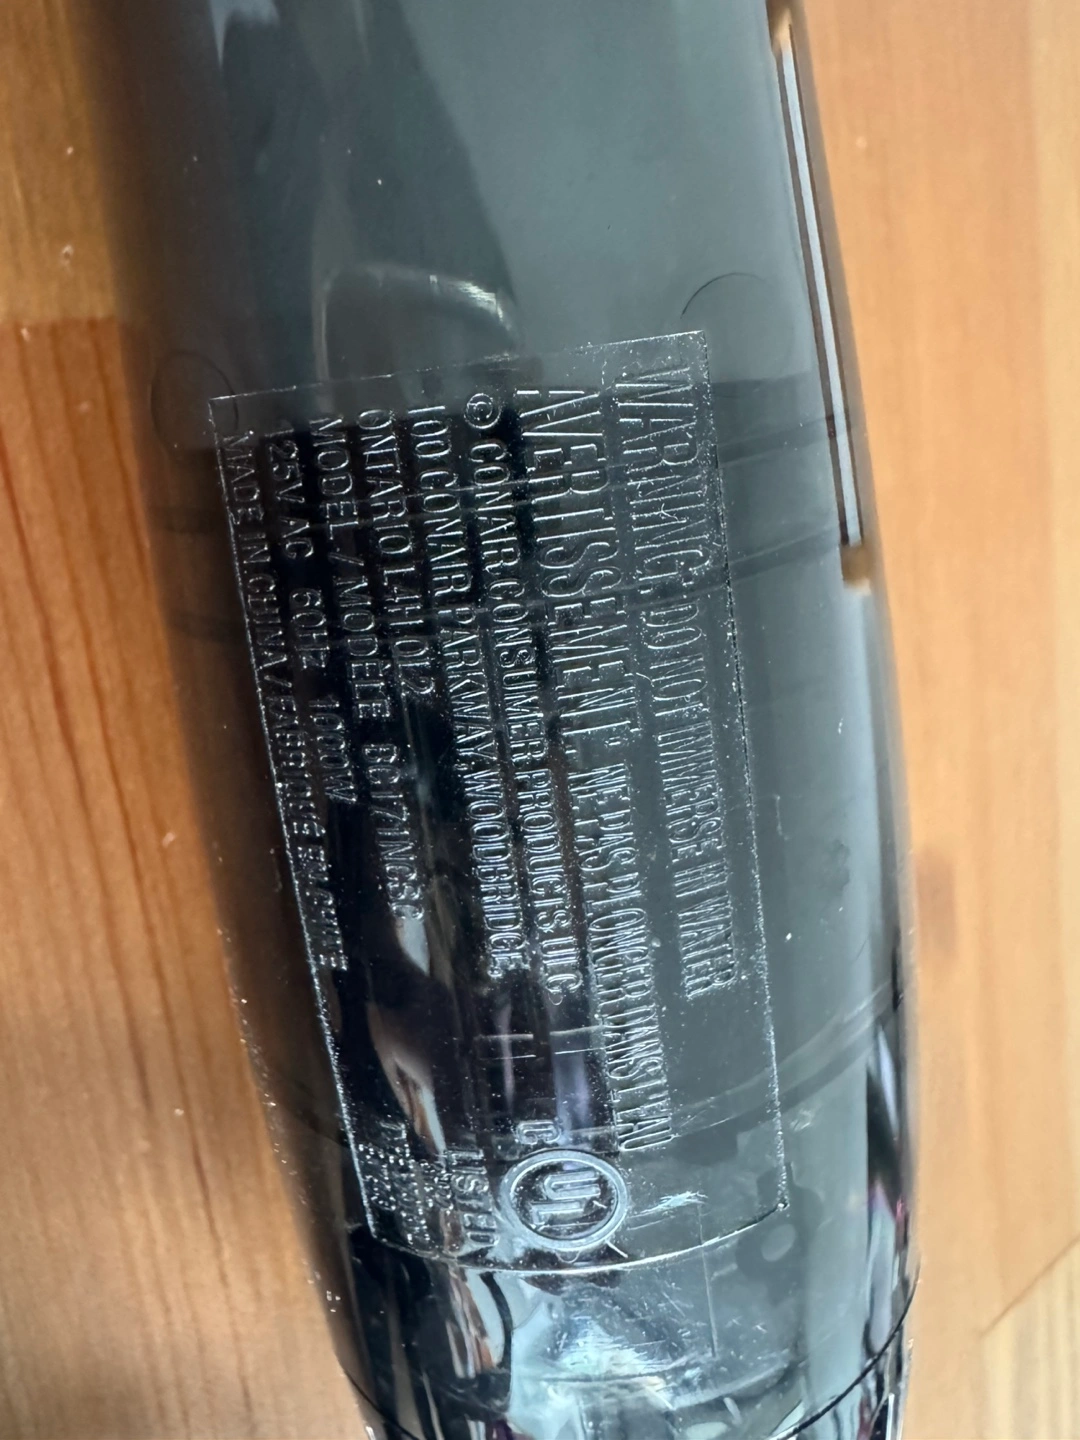 WARNING: DO NOT IMMERSE IN WATER
AVERTISSEMENT: NE PAS PLONGER DANS L'EAU
© CONAIR CONSUMER PRODUCTS ULC
100 CONAIR PARKWAY, WOODBRIDGE,
ONTARIO L4H 0L2
MODEL / MODÈLE
125V AC 60HZ 1000W
MADE IN CHINA / FABRIQUÉ EN CHINE
C UL
LISTED